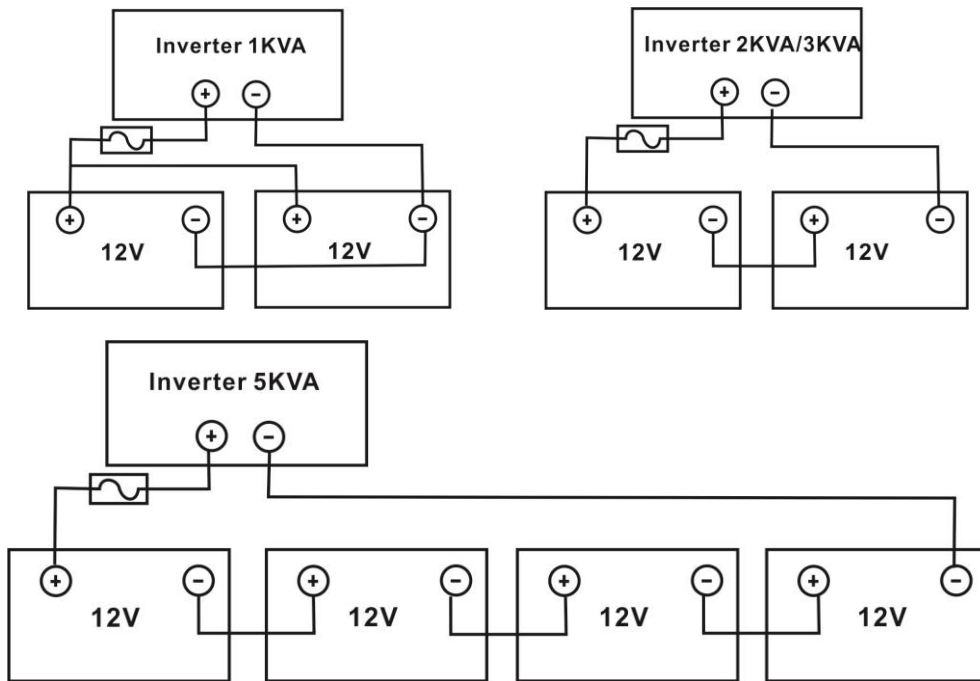 Inverter 1KVA
+ −
+ − + −
12V 12V
Inverter 2KVA/3KVA
+ −
+ − + −
12V 12V
Inverter 5KVA
+ −
+ − + − + − + −
12V 12V 12V 12V